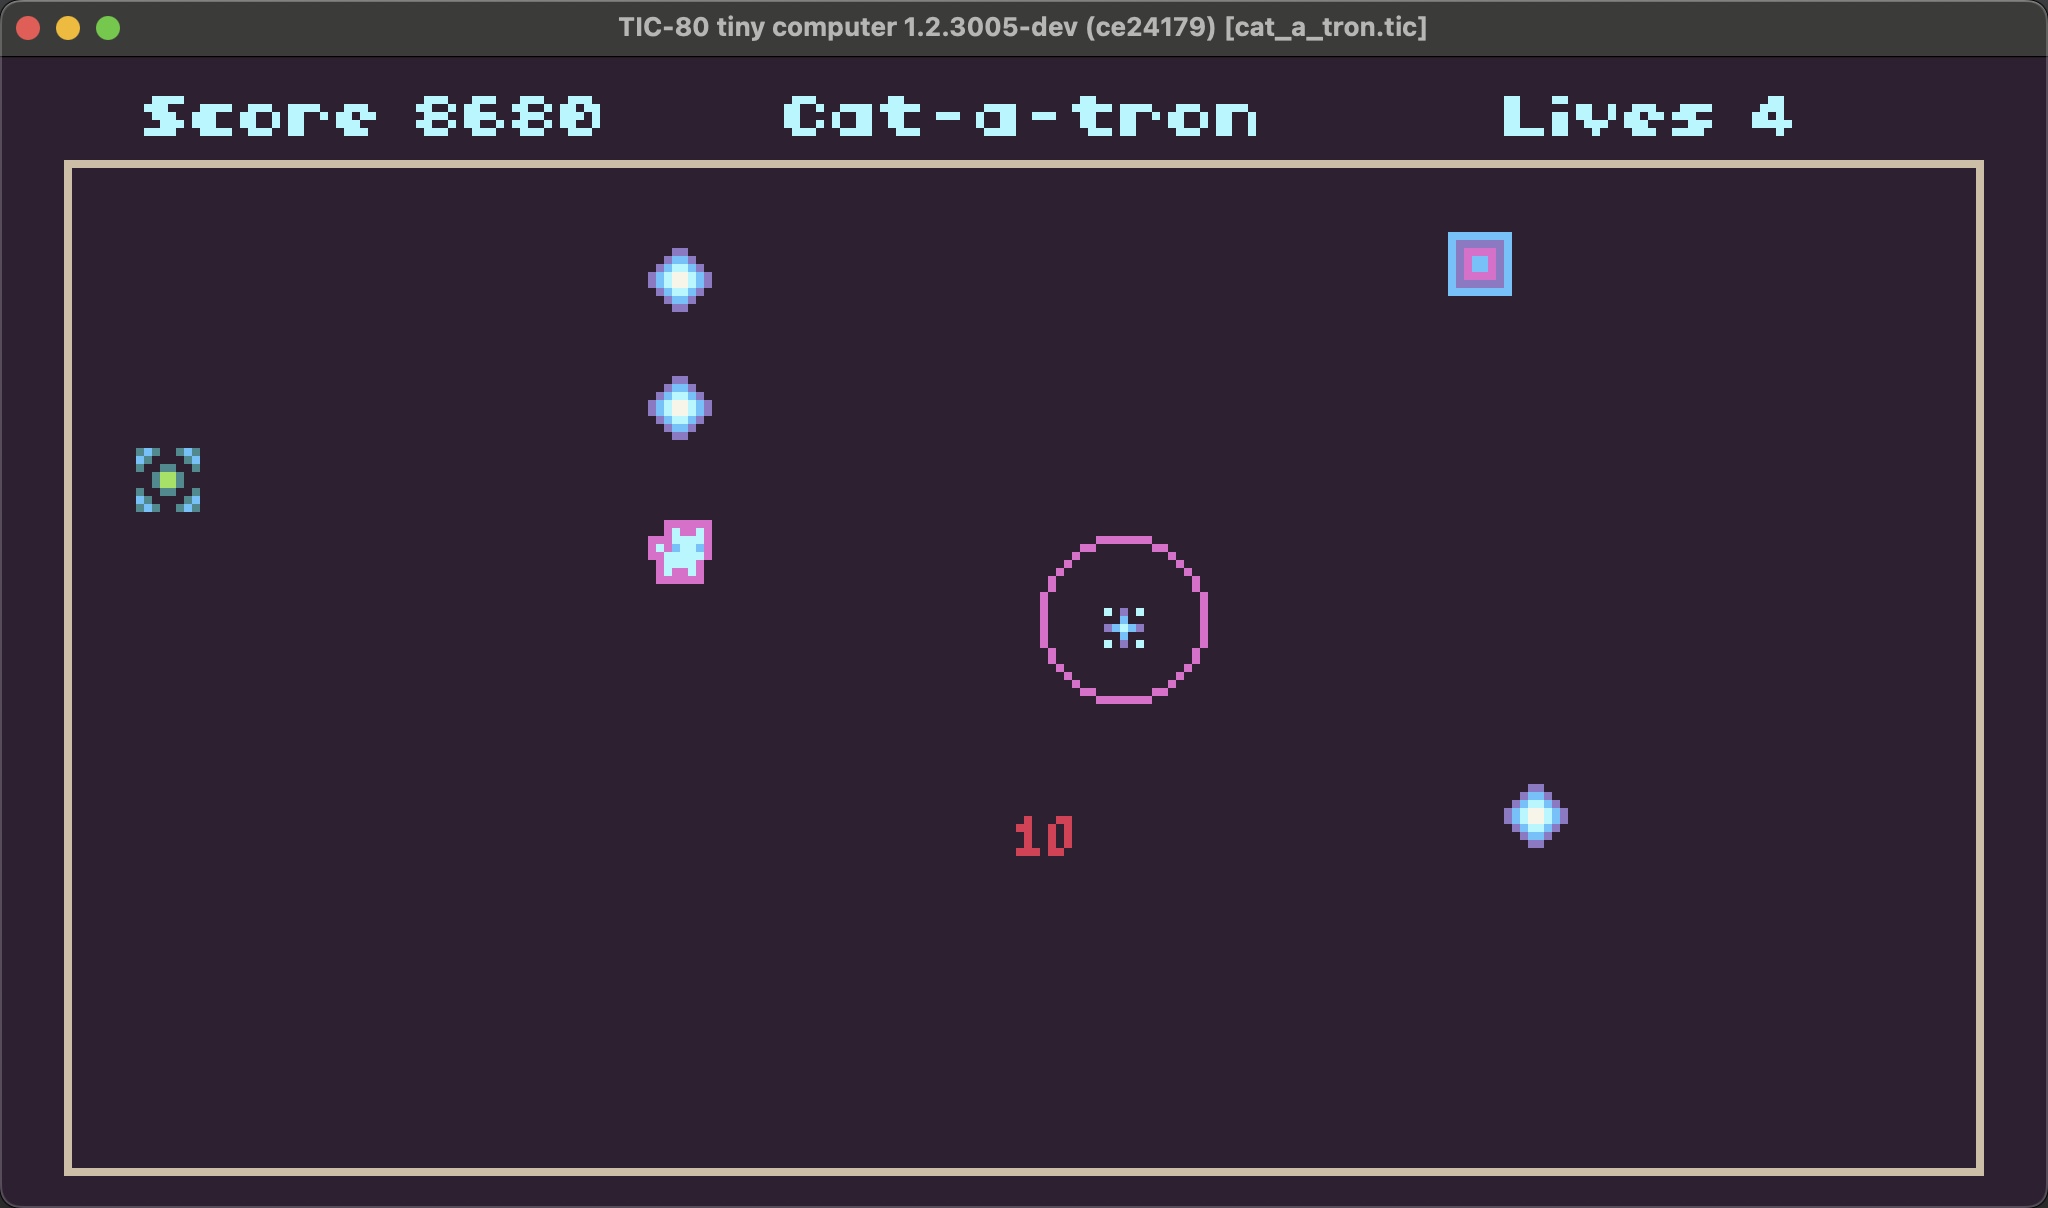 TIC-80 tiny computer 1.2.3005-dev (ce24179) [cat_a_tron.tic]
Score 8680 Cat-a-tron Lives 4
10